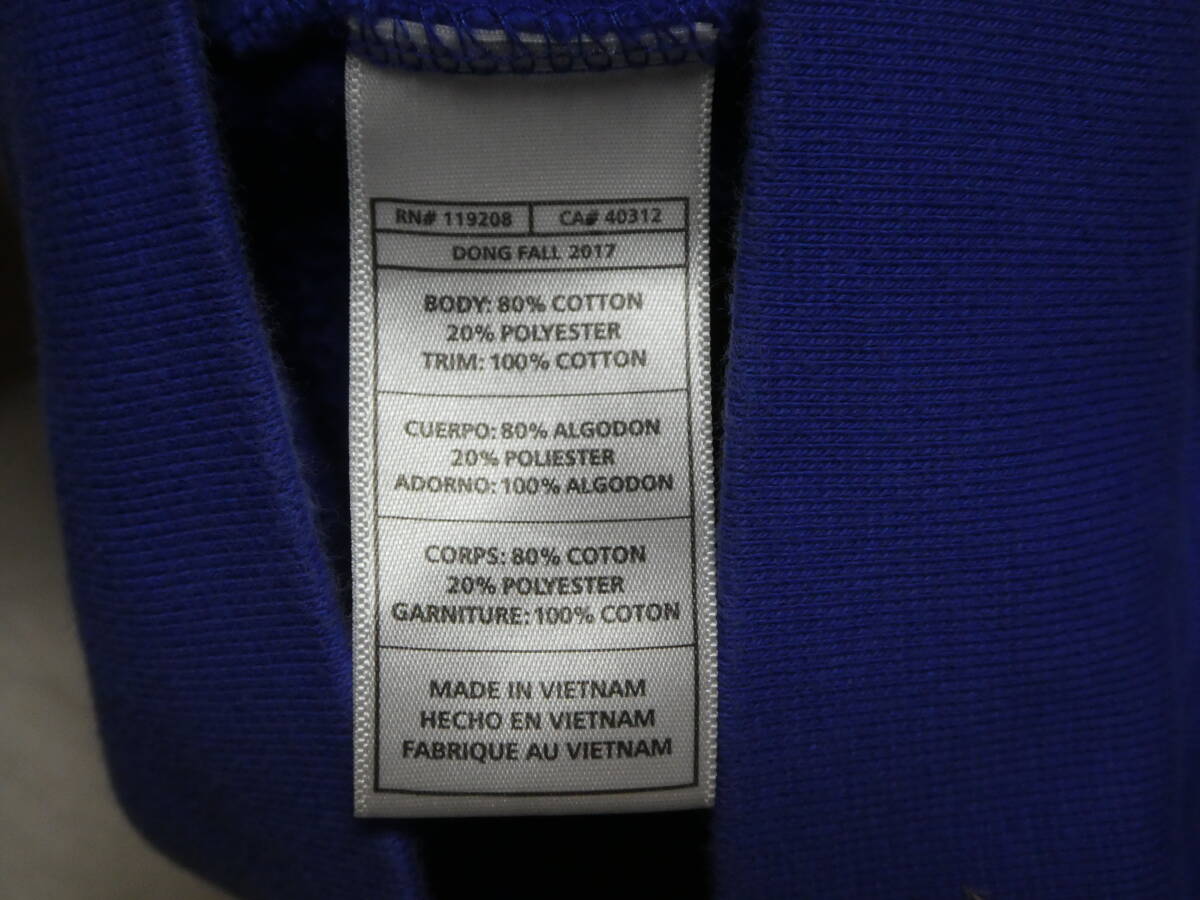 RN# 119208 CA# 40312
DONG FALL 2017
BODY: 80% COTTON
20% POLYESTER
TRIM: 100% COTTON
CUERPO: 80% ALGODON
20% POLIESTER
ADORNO: 100% ALGODON
CORPS: 80% COTON
20% POLYESTER
GARNITURE: 100% COTON
MADE IN VIETNAM
HECHO EN VIETNAM
FABRIQUE AU VIETNAM